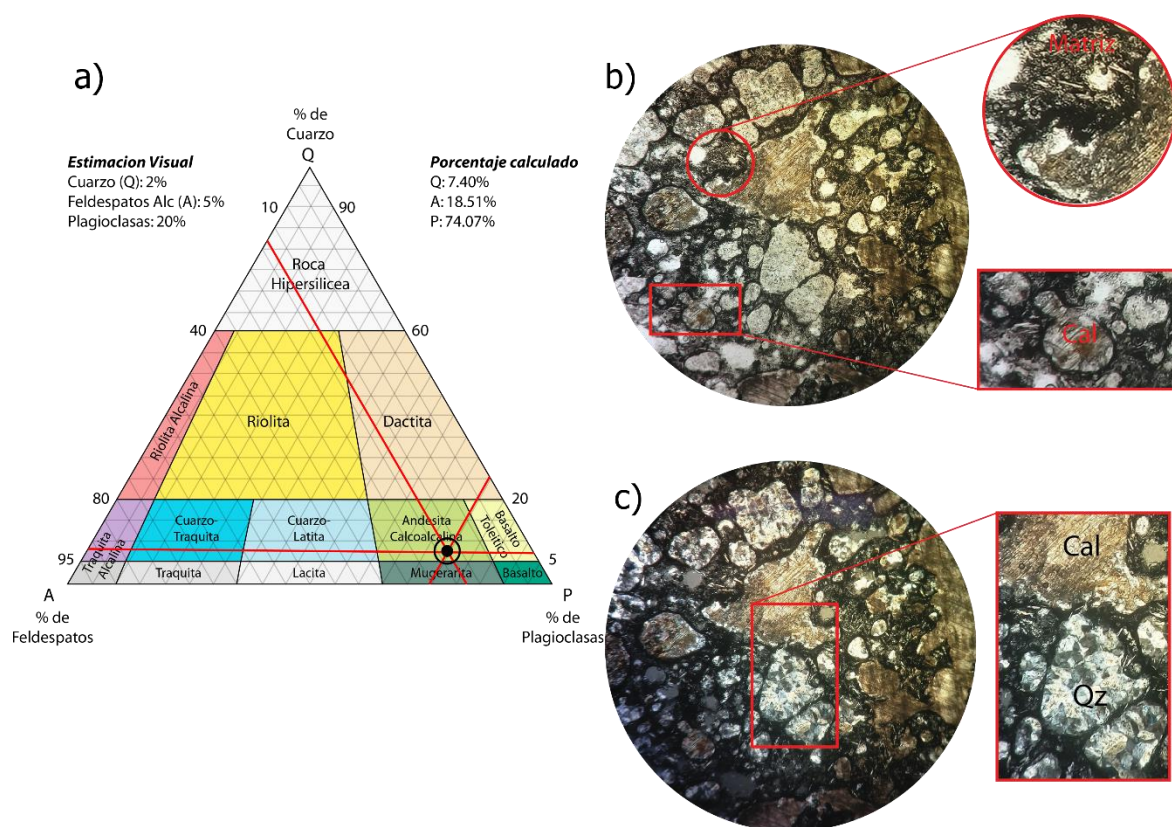 a)
% de
Cuarzo
Q
Estimacion Visual
Cuarzo (Q): 2%
Feldespatos Alc (A): 5%
Plagioclasas: 20%
Porcentaje calculado
Q: 7.40%
A: 18.51%
P: 74.07%
10
90
Roca
Hipersilicea
40
60
Riolita Alcalina
Riolita
Dactita
80
20
Traquita
Alcalina
Cuarzo-
Traquita
Cuarzo-
Latita
Andesita
Calcoalcalina
Basalto
Toleitico
95
5
Traquita
Lacita
Mugerarita
Basalto
A
% de
Feldespatos
P
% de
Plagioclasas
b)
Matriz
Cal
c)
Cal
Qz